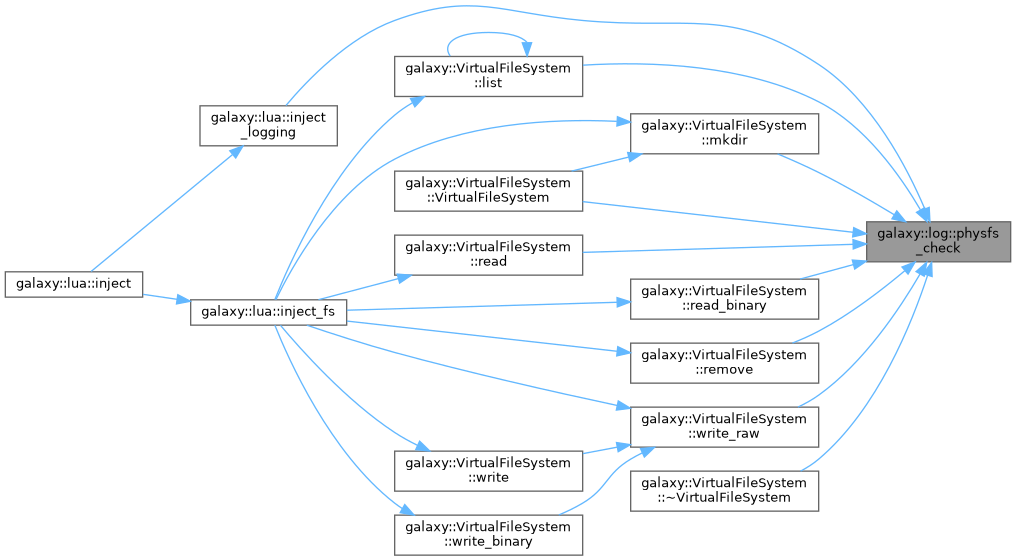 galaxy::VirtualFileSystem
::list
galaxy::lua::inject
_logging
galaxy::VirtualFileSystem
::mkdir
galaxy::VirtualFileSystem
::VirtualFileSystem
galaxy::log::physfs
_check
galaxy::VirtualFileSystem
::read
galaxy::lua::inject
galaxy::VirtualFileSystem
::read_binary
galaxy::lua::inject_fs
galaxy::VirtualFileSystem
::remove
galaxy::VirtualFileSystem
::write_raw
galaxy::VirtualFileSystem
::write
galaxy::VirtualFileSystem
::~VirtualFileSystem
galaxy::VirtualFileSystem
::write_binary